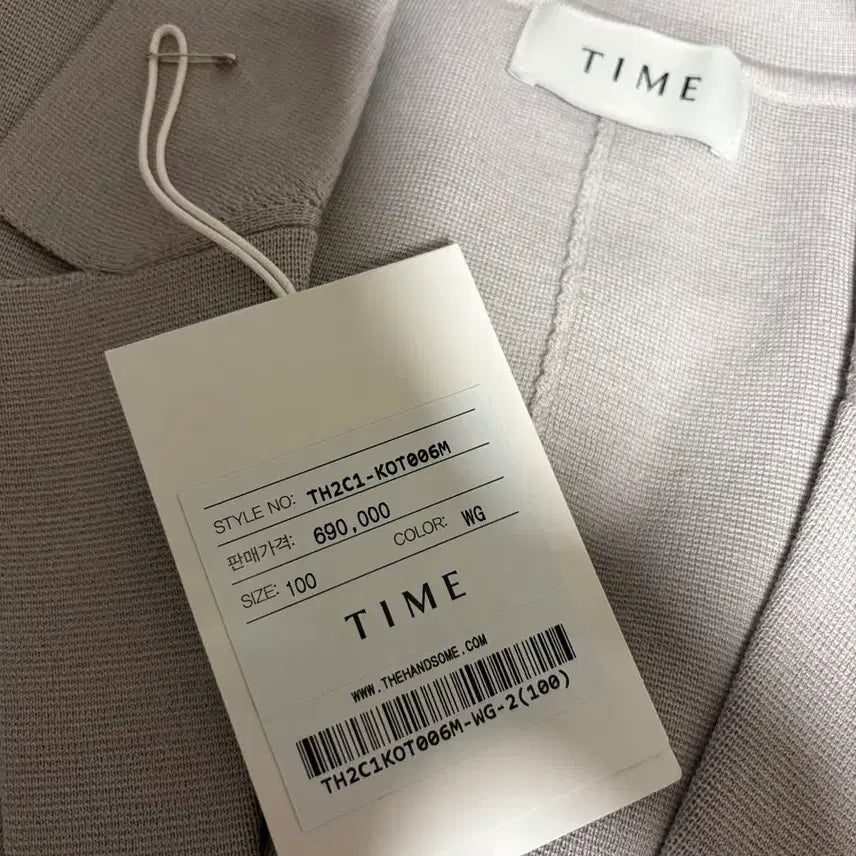 TIME
STYLE NO: TH2C1-KOT006M
판매가격: 690,000
SIZE: 100 COLOR: WG
TIME
WWW.THEHANDSOME.COM
TH2C1KOT006M-WG-2(100)